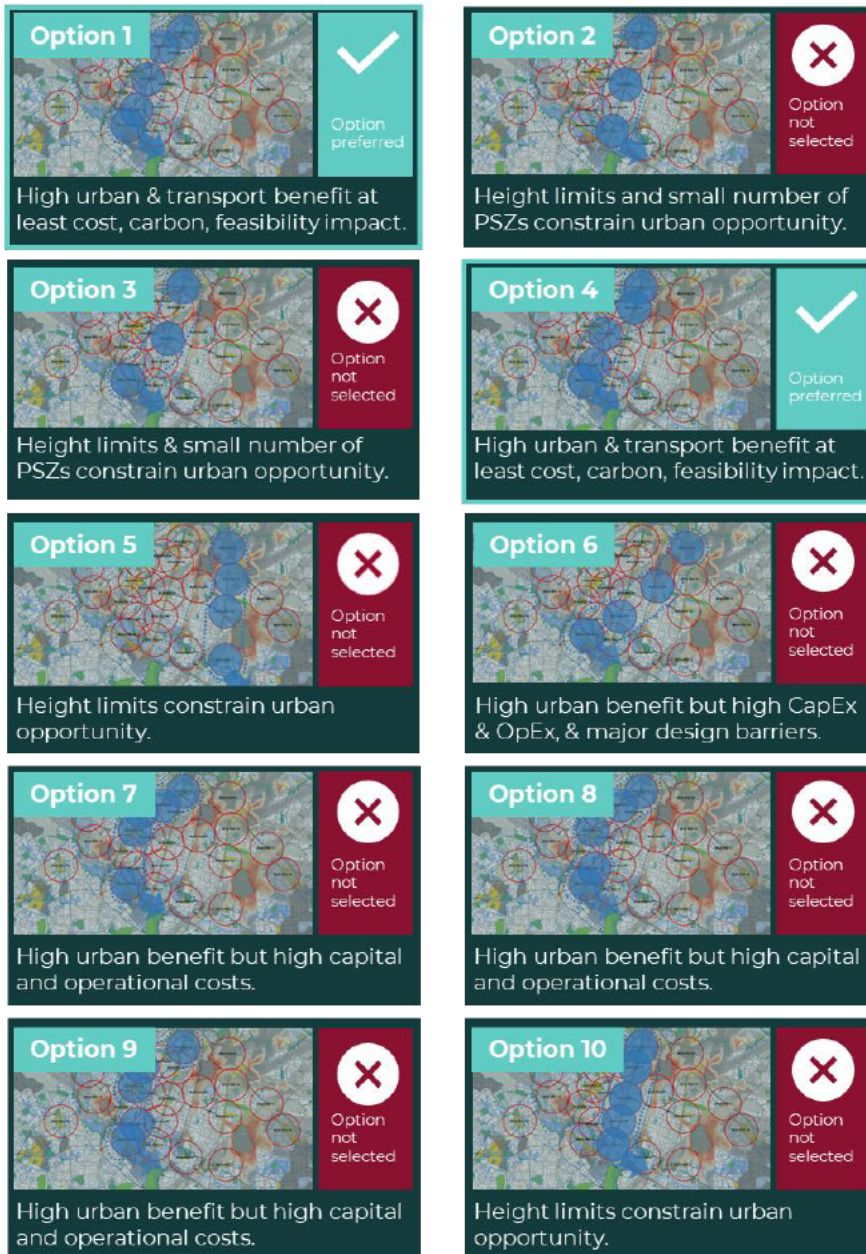 Option 1
Option
preferred
High urban & transport benefit at
least cost, carbon, feasibility impact.
Option 2
Option
not
selected
Height limits and small number of
PSZs constrain urban opportunity.
Option 3
Option
not
selected
Height limits & small number of
PSZs constrain urban opportunity.
Option 4
Option
preferred
High urban & transport benefit at
least cost, carbon, feasibility impact.
Option 5
Option
not
selected
Height limits constrain urban
opportunity.
Option 6
Option
not
selected
High urban benefit but high CapEx
& OpEx, & major design barriers.
Option 7
Option
not
selected
High urban benefit but high capital
and operational costs.
Option 8
Option
not
selected
High urban benefit but high capital
and operational costs.
Option 9
Option
not
selected
High urban benefit but high capital
and operational costs.
Option 10
Option
not
selected
Height limits constrain urban
opportunity.